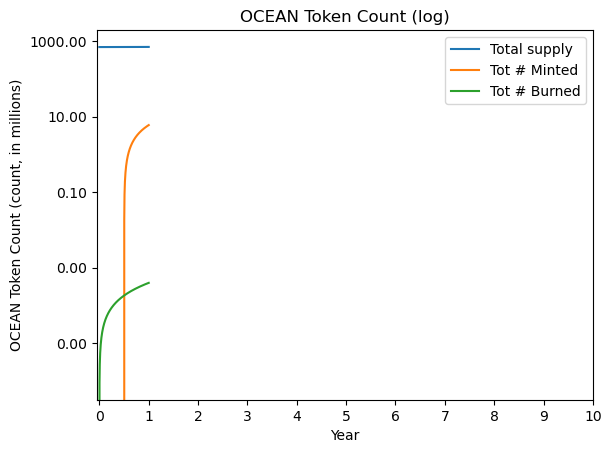 OCEAN Token Count (log)
1000.00
10.00
0.10
0.00
0.00
OCEAN Token Count (count, in millions)
Total supply
Tot # Minted
Tot # Burned
0 1 2 3 4 5 6 7 8 9 10
Year